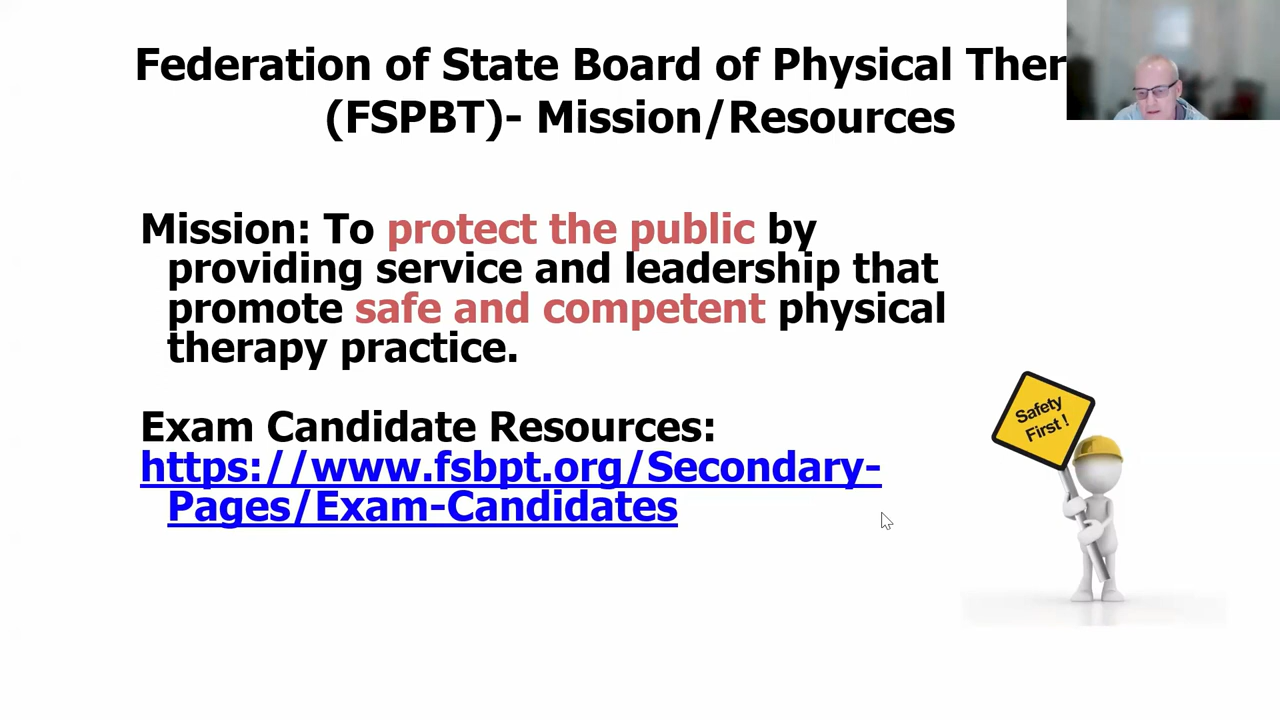 Federation of State Board of Physical Ther
(FSPBT)- Mission/Resources
Mission: To protect the public by
providing service and leadership that
promote safe and competent physical
therapy practice.
Exam Candidate Resources:
https://www.fsbpt.org/Secondary-
Pages/Exam-Candidates
Safety
First !